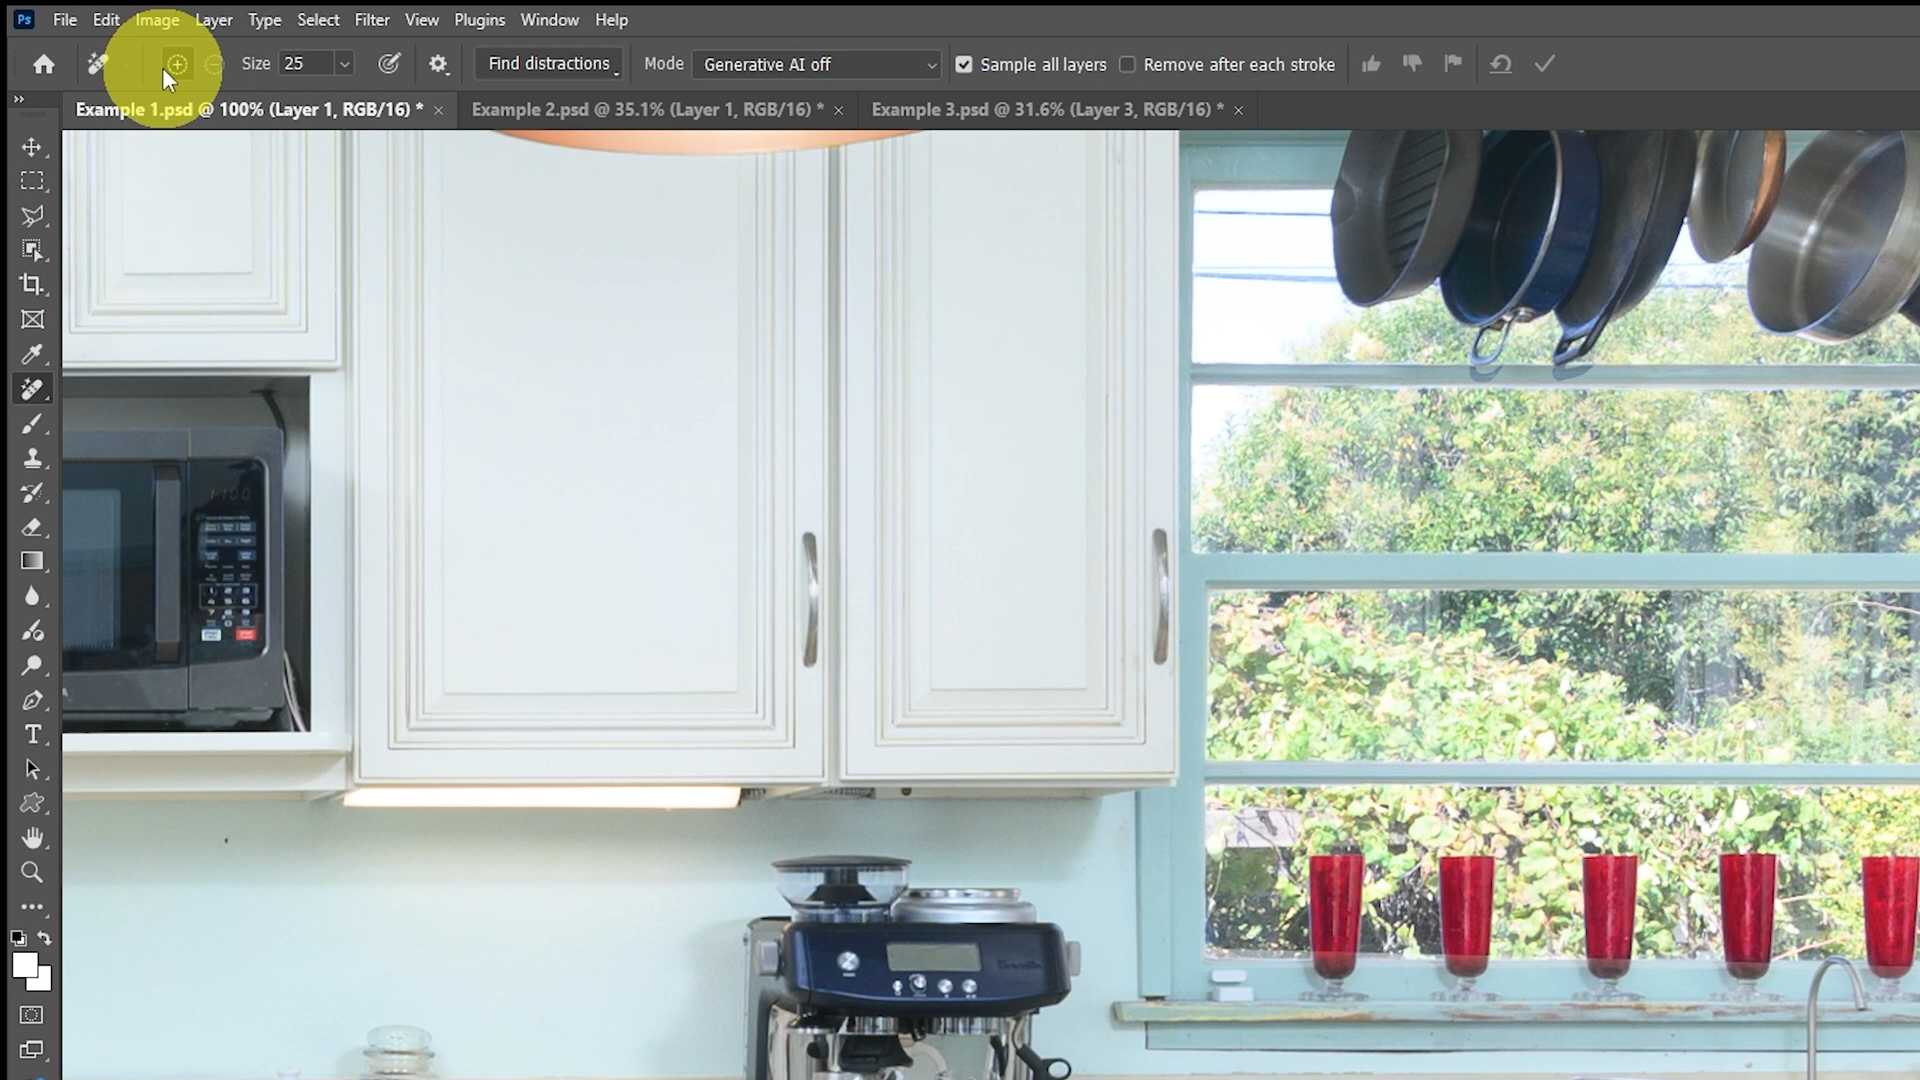 Ps File Edit Image Layer Type Select Filter View Plugins Window Help
Size 25 Find distractions Mode Generative AI off Sample all layers Remove after each stroke
Example 1.psd @ 100% (Layer 1, RGB/16) * × Example 2.psd @ 35.1% (Layer 1, RGB/16) * × Example 3.psd @ 31.6% (Layer 3, RGB/16) * ×
Breville